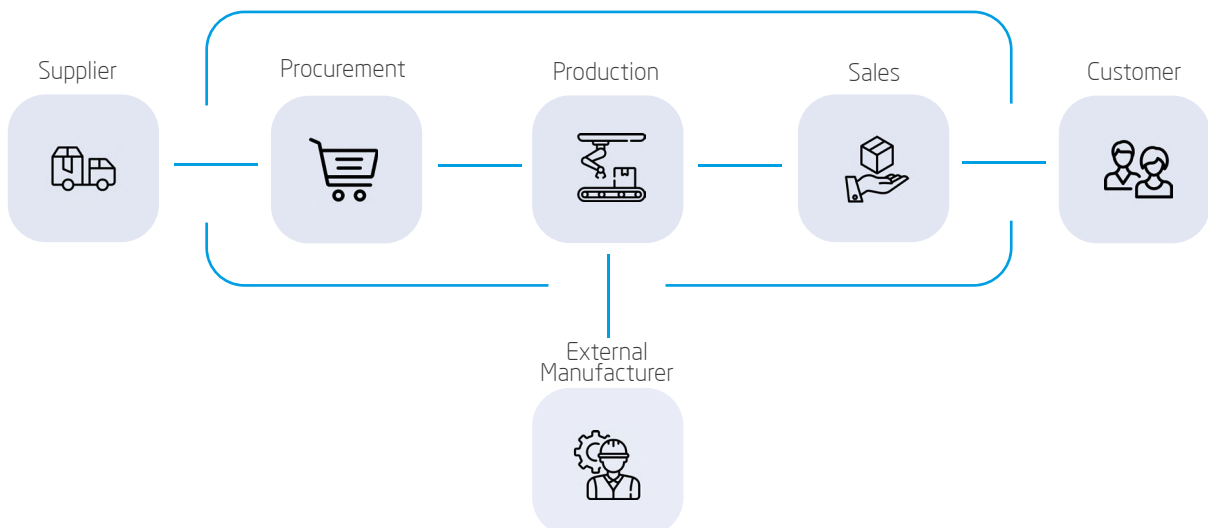 Supplier
Procurement
Production
Sales
Customer
External
Manufacturer